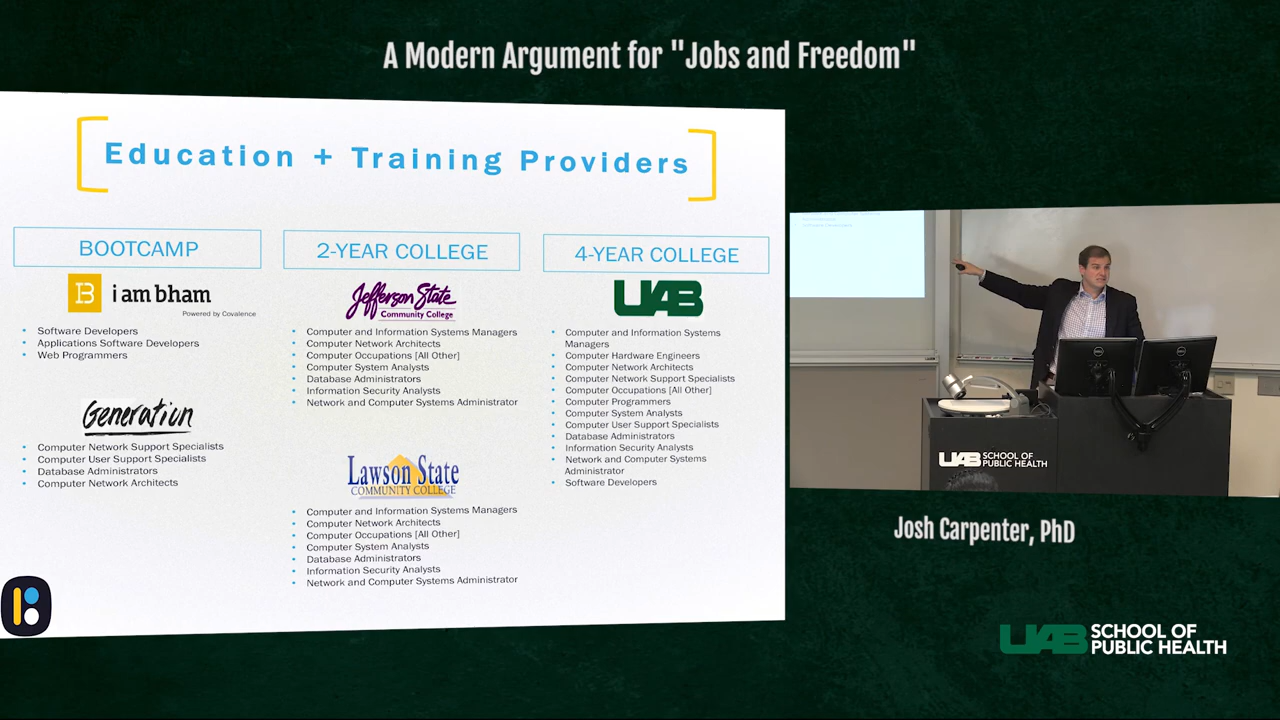 A Modern Argument for "Jobs and Freedom"
Education + Training Providers
BOOTCAMP
B i am bham
Powered by Covalence
Software Developers
Applications Software Developers
Web Programmers
Generation
Computer Network Support Specialists
Computer User Support Specialists
Database Administrators
Computer Network Architects
2-YEAR COLLEGE
Jefferson State
Community College
Computer and Information Systems Managers
Computer Network Architects
Computer Occupations [All Other]
Computer System Analysts
Database Administrators
Information Security Analysts
Network and Computer Systems Administrator
Lawson State
COMMUNITY COLLEGE
Computer and Information Systems Managers
Computer Network Architects
Computer Occupations [All Other]
Computer System Analysts
Database Administrators
Information Security Analysts
Network and Computer Systems Administrator
4-YEAR COLLEGE
UAB
Computer and Information Systems
Managers
Computer Hardware Engineers
Computer Network Architects
Computer Network Support Specialists
Computer Occupations [All Other]
Computer Programmers
Computer System Analysts
Computer User Support Specialists
Database Administrators
Information Security Analysts
Network and Computer Systems
Administrator
Software Developers
DELL
DELL
UAB SCHOOL OF
PUBLIC HEALTH
Josh Carpenter, PhD
UAB SCHOOL OF
PUBLIC HEALTH